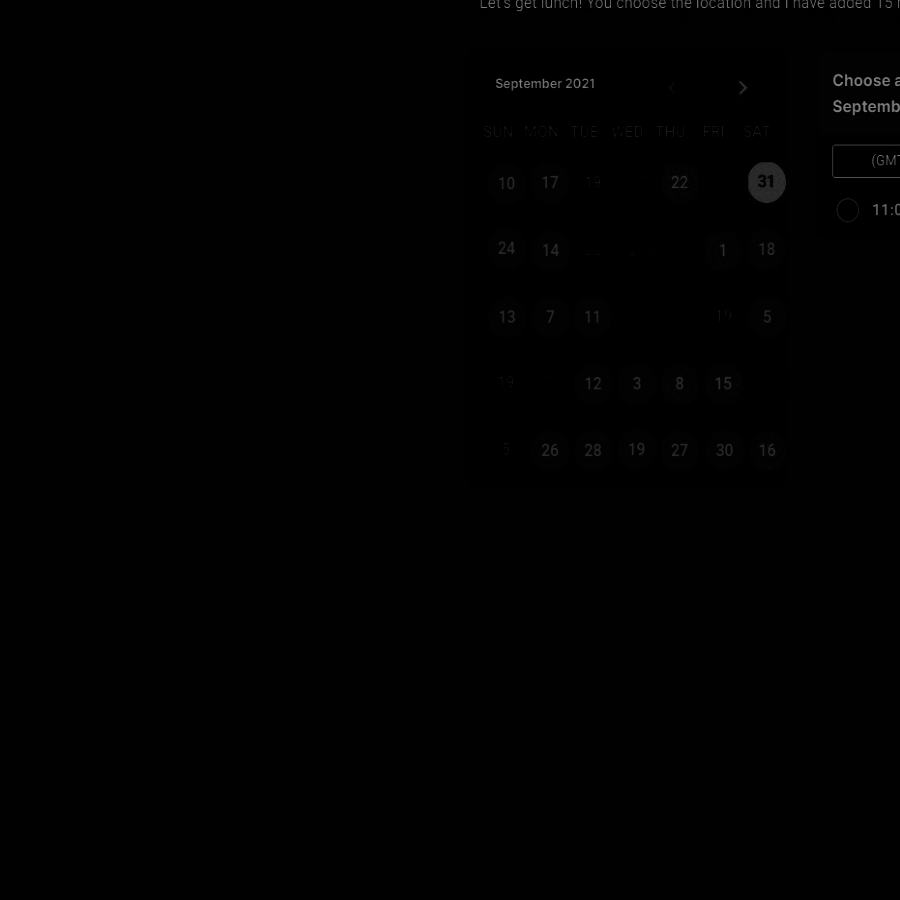 Let's get lunch! You choose the location and I have added 15
September 2021
Choose a
Septemb
SUN MON TUE WED THU FRI SAT
(GMT
10 17 19 22 31
11:0
24 14 1 18
13 7 11 19 5
19 12 3 8 15
5 26 28 19 27 30 16